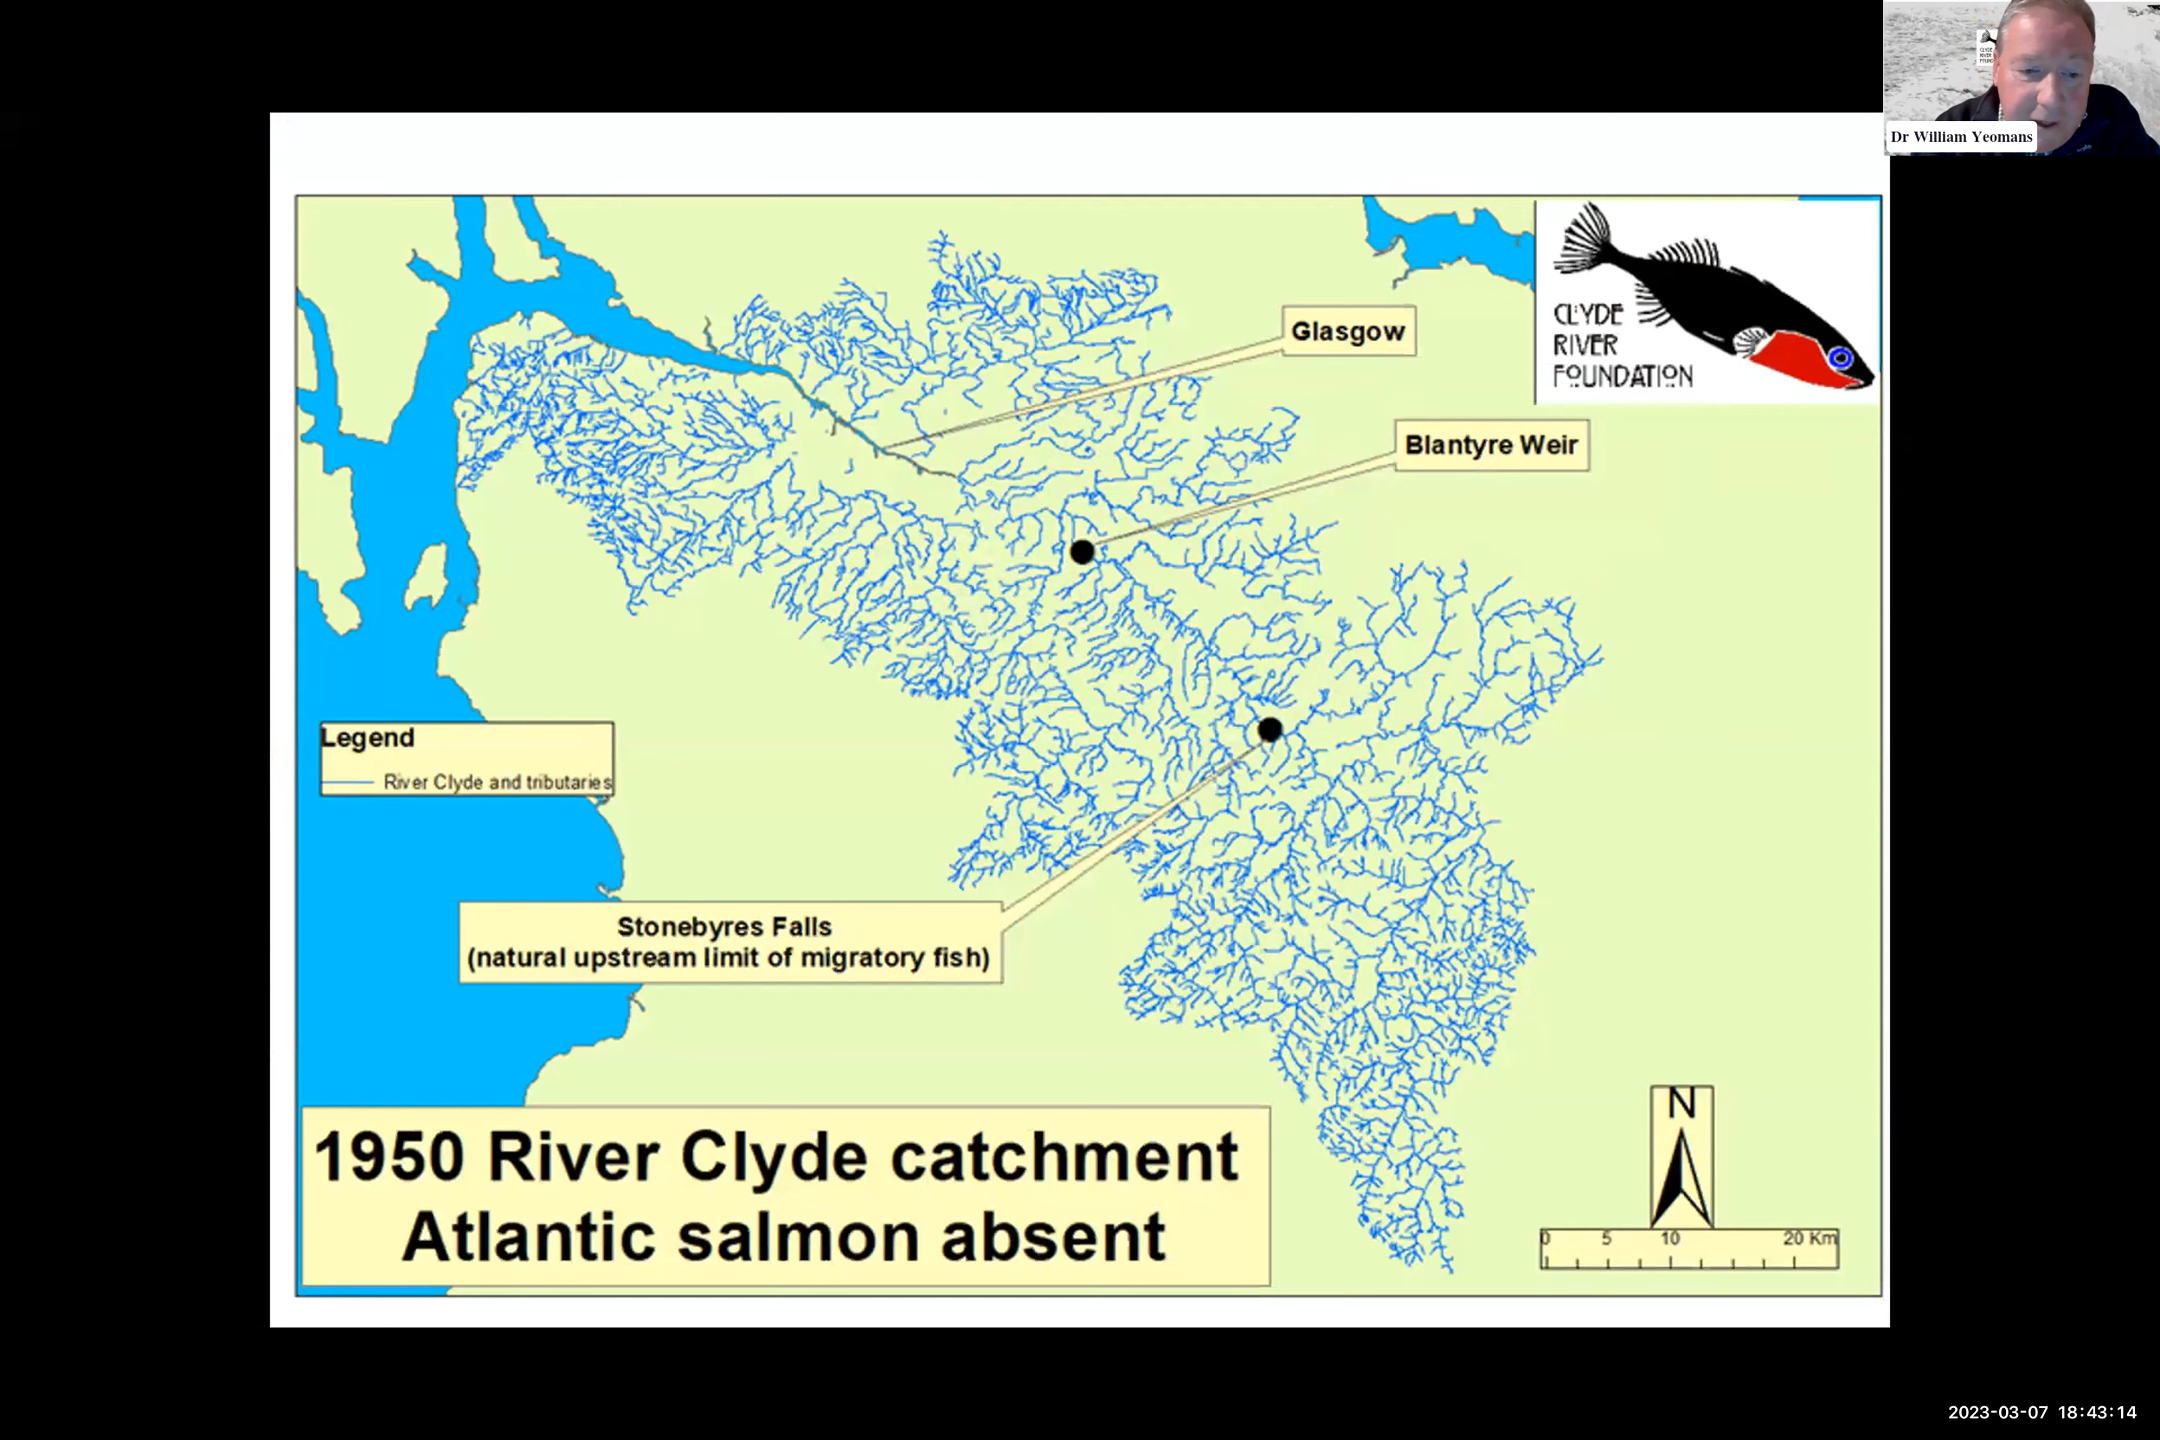 Dr William Yeomans
CLYDE
RIVER
FOUNDATION
Glasgow
Blantyre Weir
Legend
River Clyde and tributaries
Stonebyres Falls
(natural upstream limit of migratory fish)
1950 River Clyde catchment
Atlantic salmon absent
N
0 5 10 20 Km
2023-03-07 18:43:14